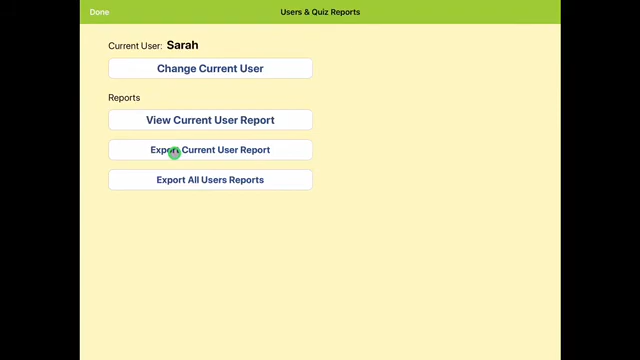 Done Users & Quiz Reports
Current User: Sarah
Change Current User
Reports
View Current User Report
Export Current User Report
Export All Users Reports